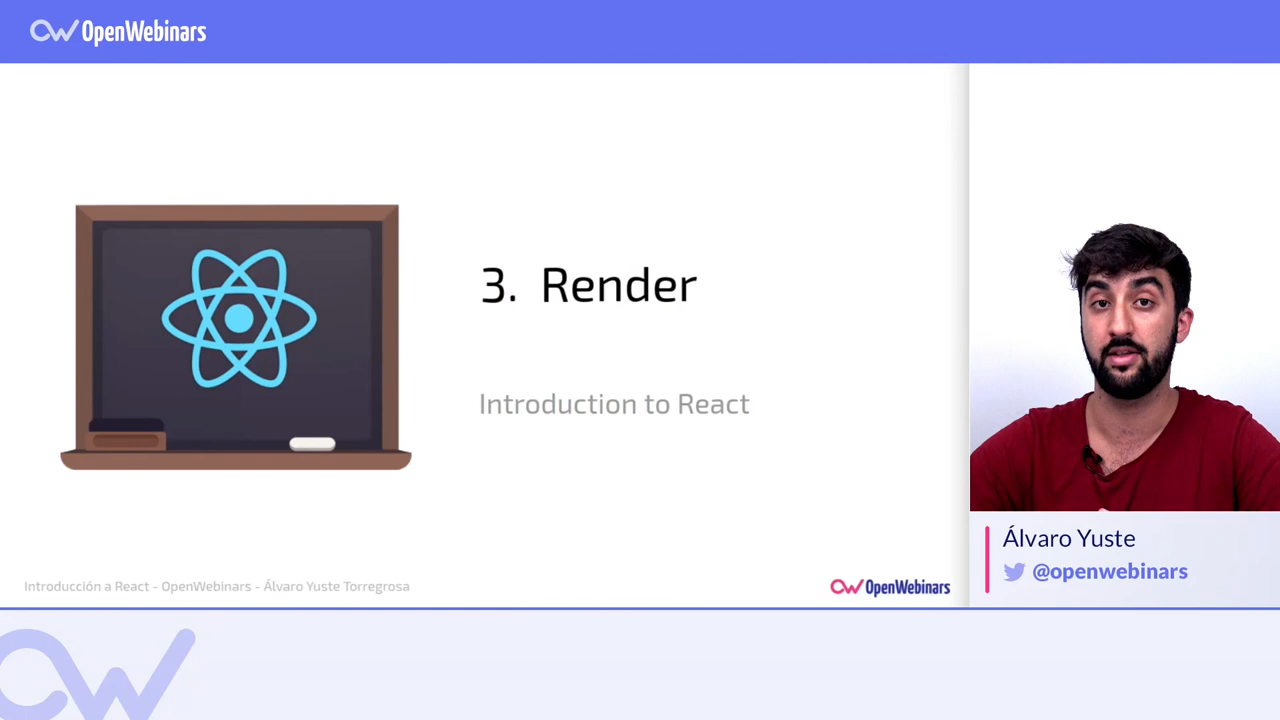 OpenWebinars
3. Render
Introduction to React
Álvaro Yuste
@openwebinars
Introducción a React - OpenWebinars - Álvaro Yuste Torregrosa
OpenWebinars